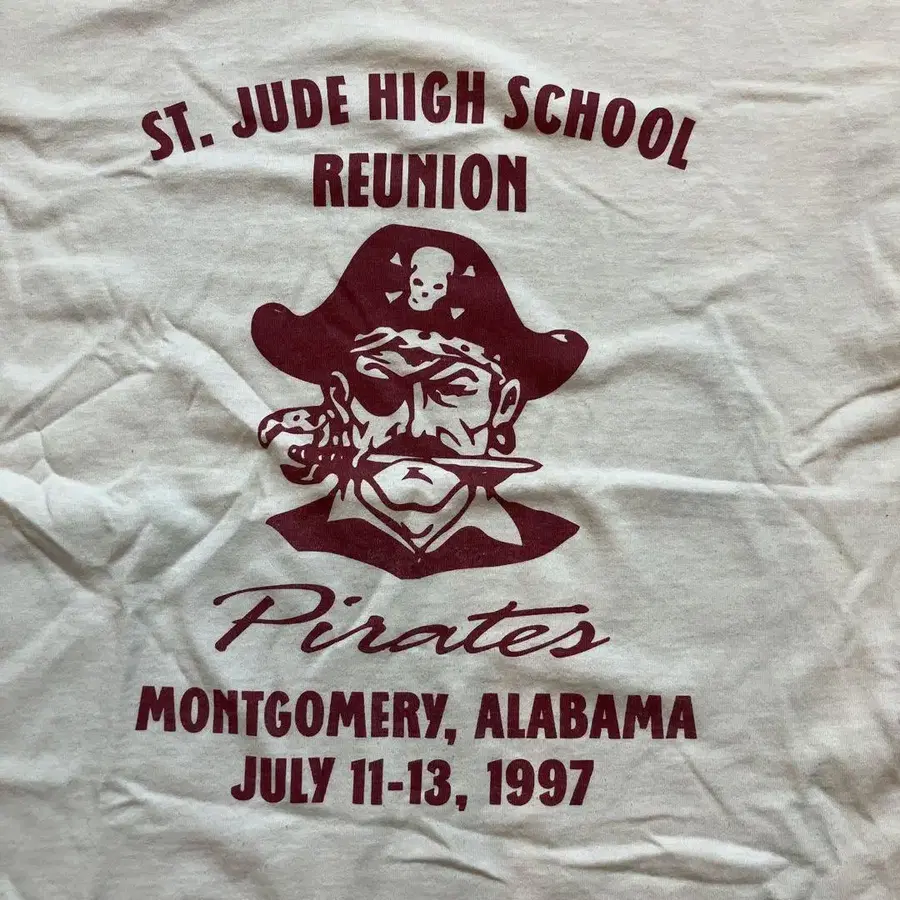 ST. JUDE HIGH SCHOOL
REUNION
Pirates
MONTGOMERY, ALABAMA
JULY 11-13, 1997